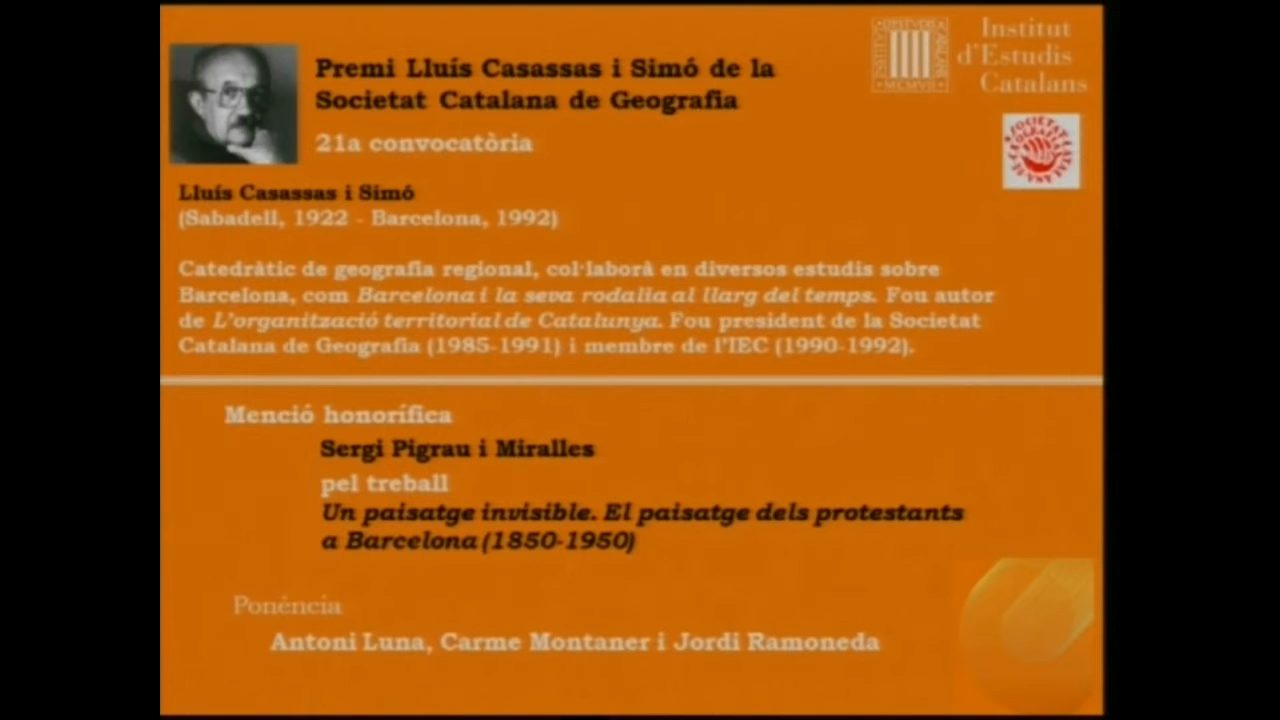 Premi Lluís Casassas i Simó de la
Societat Catalana de Geografia
21a convocatòria
Institut
d'Estudis
Catalans
MCMVII
Lluís Casassas i Simó
(Sabadell, 1922 - Barcelona, 1992)
Catedràtic de geografia regional, col·laborà en diversos estudis sobre
Barcelona, com Barcelona i la seva rodalia al llarg del temps. Fou autor
de L'organització territorial de Catalunya. Fou president de la Societat
Catalana de Geografia (1985-1991) i membre de l'IEC (1990-1992).
Menció honorífica
Sergi Pigrau i Miralles
pel treball
Un paisatge invisible. El paisatge dels protestants
a Barcelona (1850-1950)
Ponència
Antoni Luna, Carme Montaner i Jordi Ramoneda